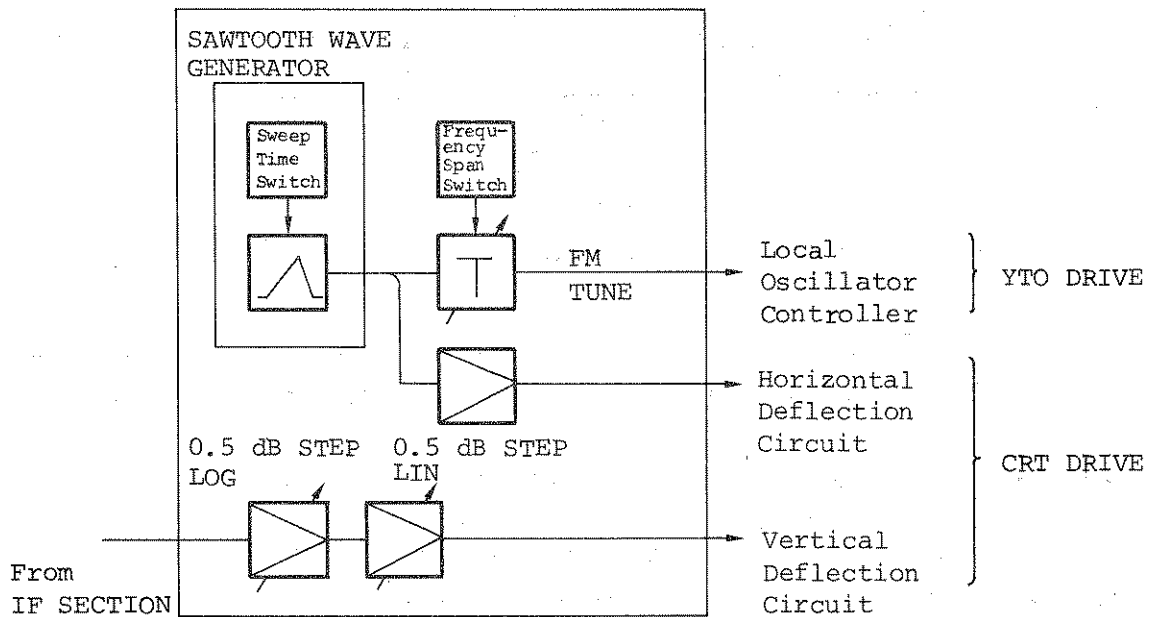 SAWTOOTH WAVE
GENERATOR
Sweep
Time
Switch
Frequ-
ency
Span
Switch
FM
TUNE
Local
Oscillator
Controller
YTO DRIVE
Horizontal
Deflection
Circuit
CRT DRIVE
0.5 dB STEP
LOG
0.5 dB STEP
LIN
From
IF SECTION
Vertical
Deflection
Circuit